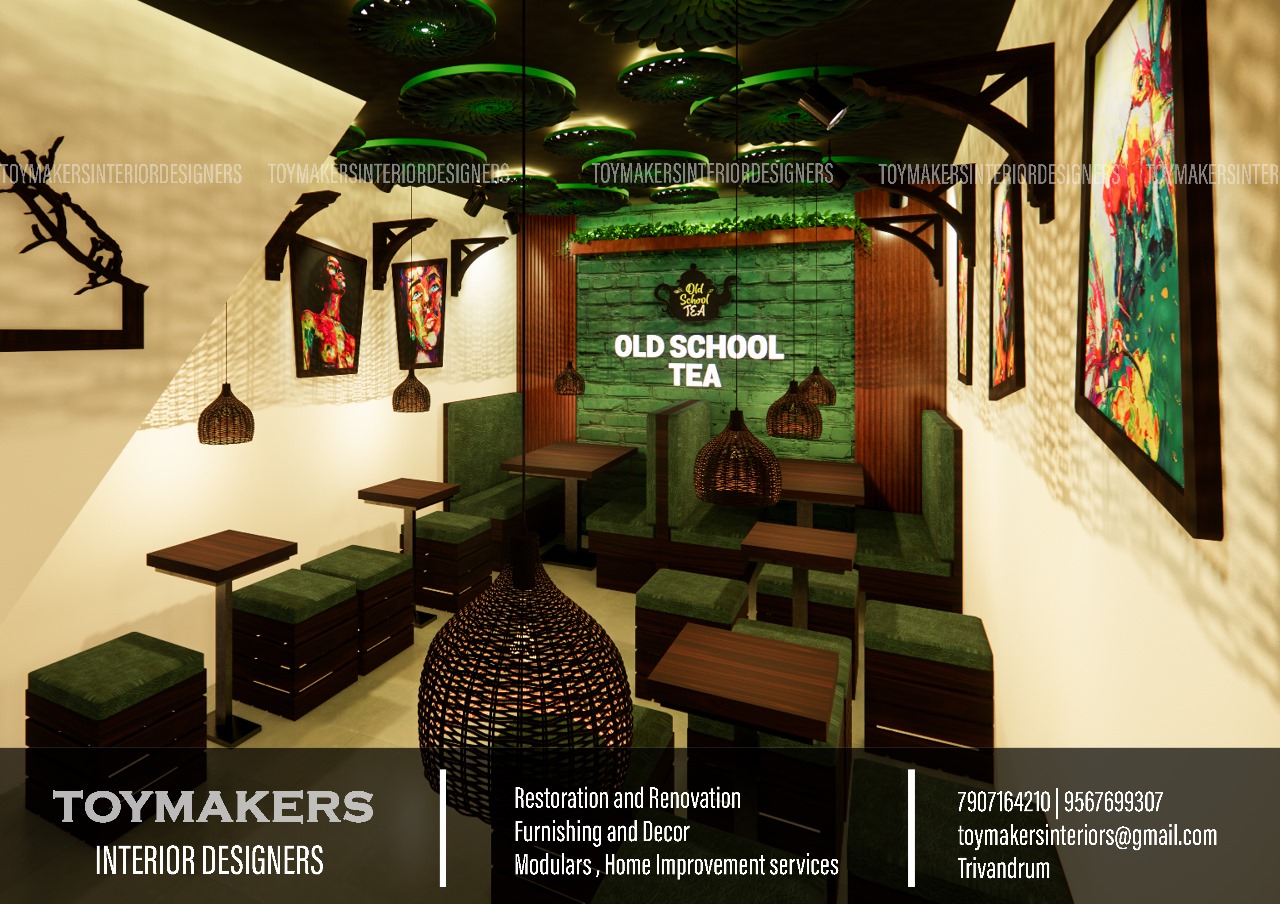 TOYMAKERSINTERIORDESIGNERS TOYMAKERSINTERIORDESIGNERS TOYMAKERSINTERIORDESIGNERS TOYMAKERSINTERIORDESIGNERS TOYMAKERSINTER
Old
School
TEA
OLD SCHOOL
TEA
TOYMAKERS
INTERIOR DESIGNERS
Restoration and Renovation
Furnishing and Decor
Modulars , Home Improvement services
7907164210 | 9567699307
toymakersinteriors@gmail.com
Trivandrum